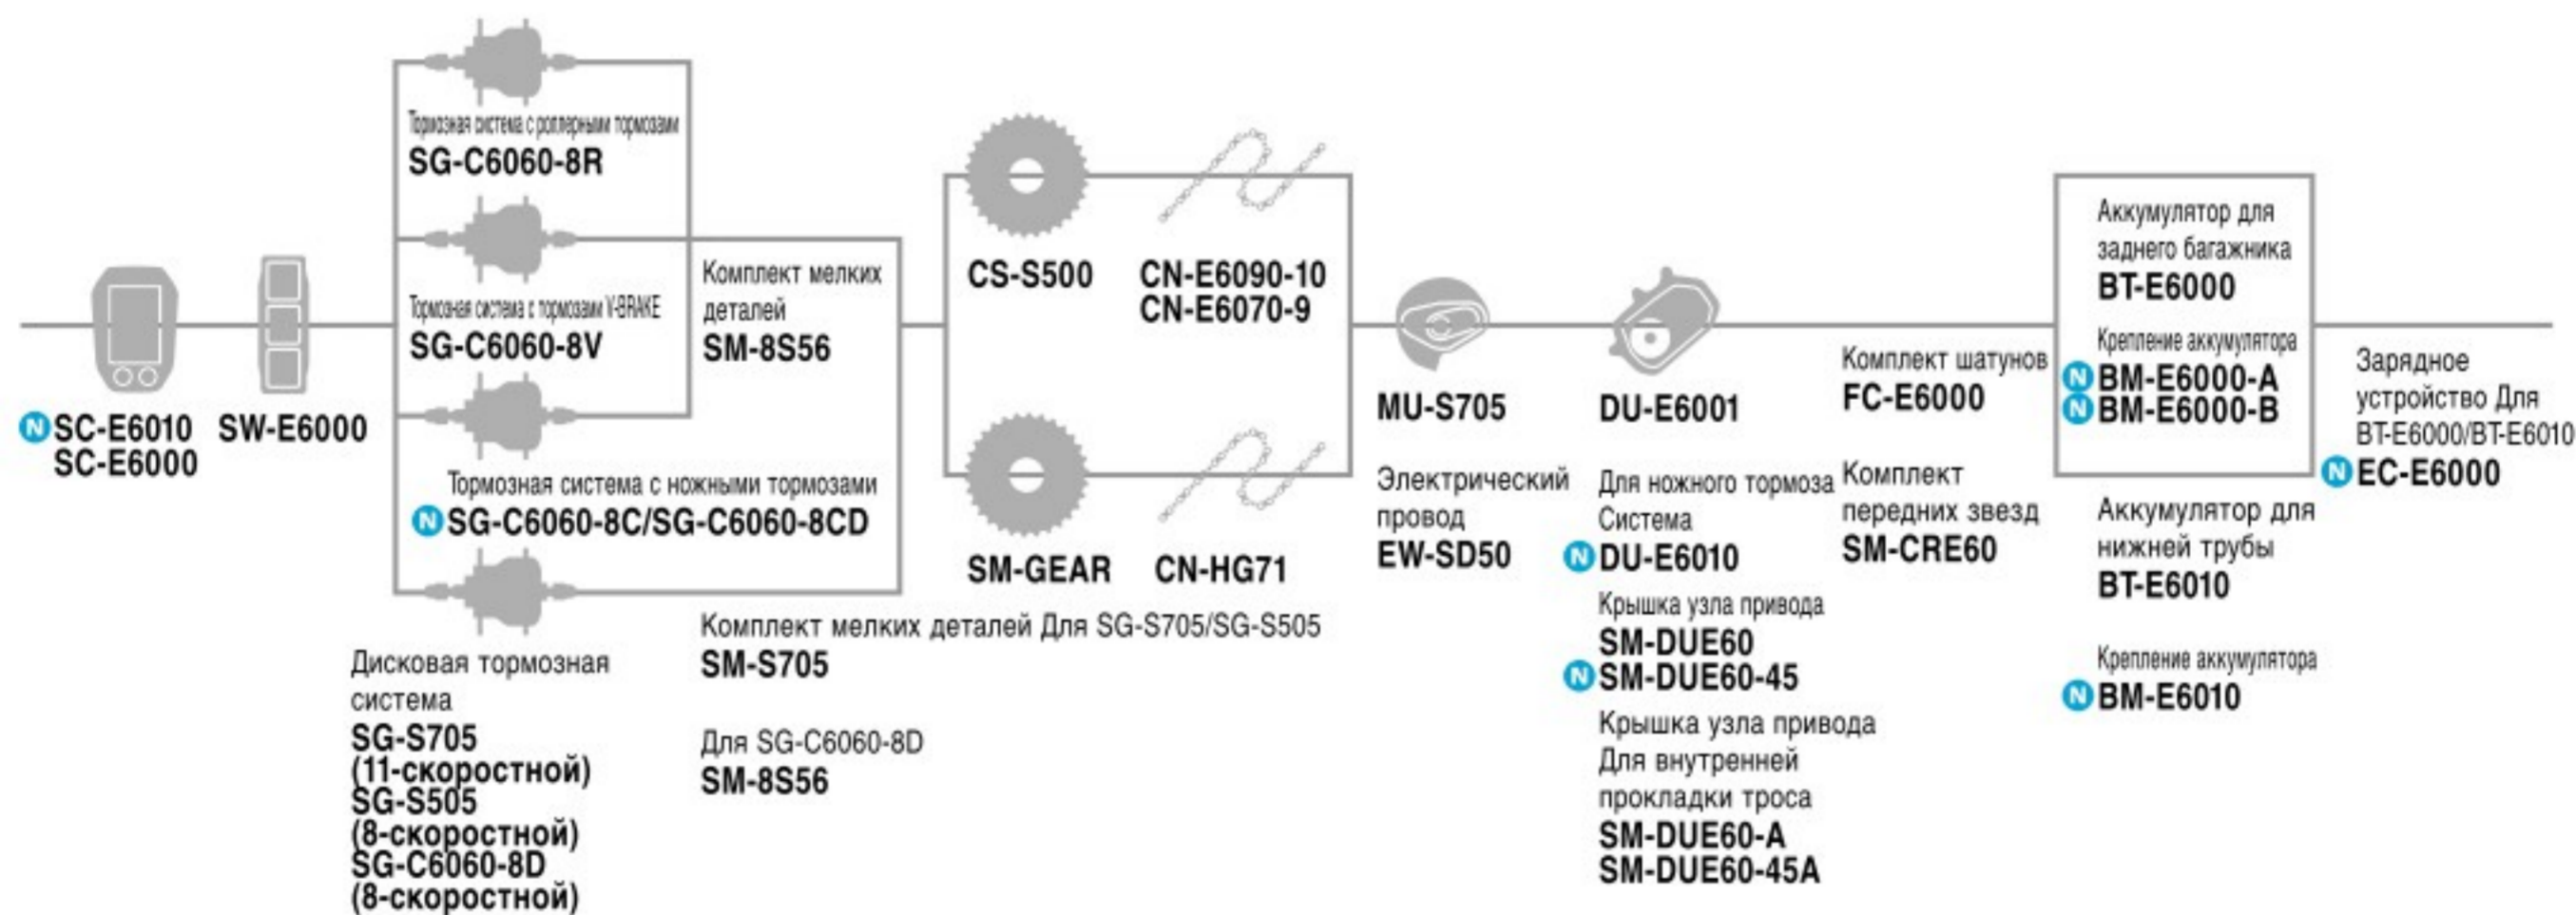 N SC-E6010
SC-E6000
SW-E6000
Тормозная система с роллерными тормозами
SG-C6060-8R
Тормозная система с тормозами V-BRAKE
SG-C6060-8V
Тормозная система с ножными тормозами
N SG-C6060-8C/SG-C6060-8CD
Дисковая тормозная
система
SG-S705
(11-скоростной)
SG-S505
(8-скоростной)
SG-C6060-8D
(8-скоростной)
Комплект мелких
деталей
SM-8S56
Комплект мелких деталей Для SG-S705/SG-S505
SM-S705
Для SG-C6060-8D
SM-8S56
CS-S500
CN-E6090-10
CN-E6070-9
SM-GEAR
CN-HG71
MU-S705
Электрический
провод
EW-SD50
DU-E6001
Для ножного тормоза
Система
N DU-E6010
Крышка узла привода
SM-DUE60
N SM-DUE60-45
Крышка узла привода
Для внутренней
прокладки троса
SM-DUE60-A
SM-DUE60-45A
Комплект шатунов
FC-E6000
Комплект
передних звезд
SM-CRE60
Аккумулятор для
заднего багажника
BT-E6000
Крепление аккумулятора
N BM-E6000-A
N BM-E6000-B
Аккумулятор для
нижней трубы
BT-E6010
Крепление аккумулятора
N BM-E6010
Зарядное
устройство Для
BT-E6000/BT-E6010
N EC-E6000